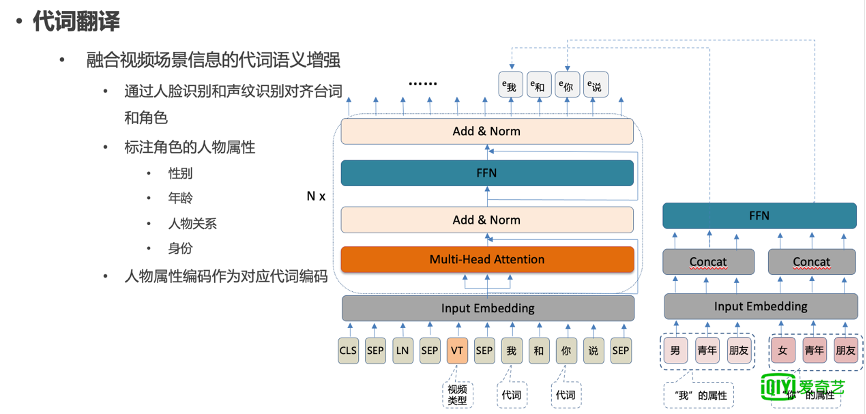 代词翻译
融合视频场景信息的代词语义增强
通过人脸识别和声纹识别对齐台词
和角色
标注角色的人物属性
性别
年龄
人物关系
身份
人物属性编码作为对应代词编码
......
e我
e和
e你
e说
Add & Norm
FFN
N x
Add & Norm
Multi-Head Attention
Input Embedding
CLS SEP LN SEP VT SEP 我 和 你 说 SEP
视频
类型
代词
代词
FFN
Concat
Concat
Input Embedding
男 青年 朋友
女 青年 朋友
“我”的属性
“你”的属性
iQIYI 爱奇艺